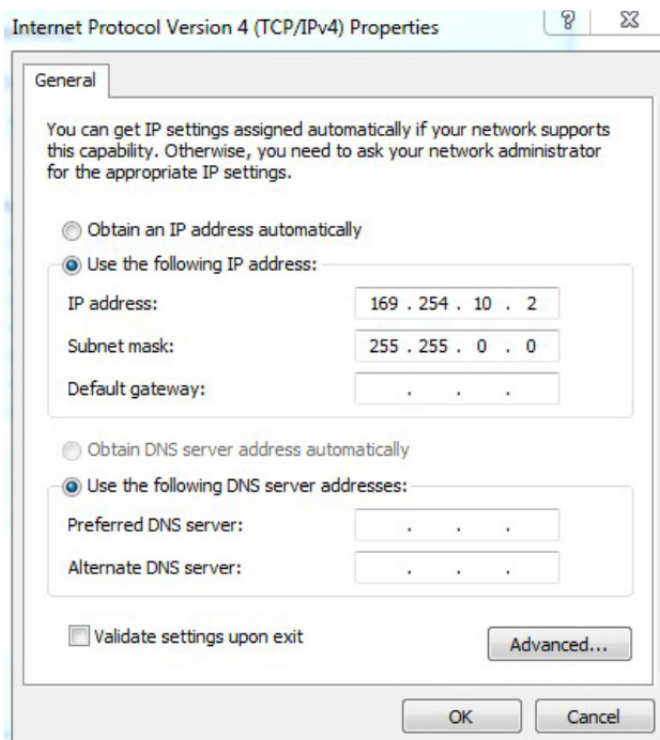 Internet Protocol Version 4 (TCP/IPv4) Properties
General
You can get IP settings assigned automatically if your network supports
this capability. Otherwise, you need to ask your network administrator
for the appropriate IP settings.
Obtain an IP address automatically
Use the following IP address:
IP address: 169 . 254 . 10 . 2
Subnet mask: 255 . 255 . 0 . 0
Default gateway: . . .
Obtain DNS server address automatically
Use the following DNS server addresses:
Preferred DNS server: . . .
Alternate DNS server: . . .
Validate settings upon exit
Advanced...
OK Cancel